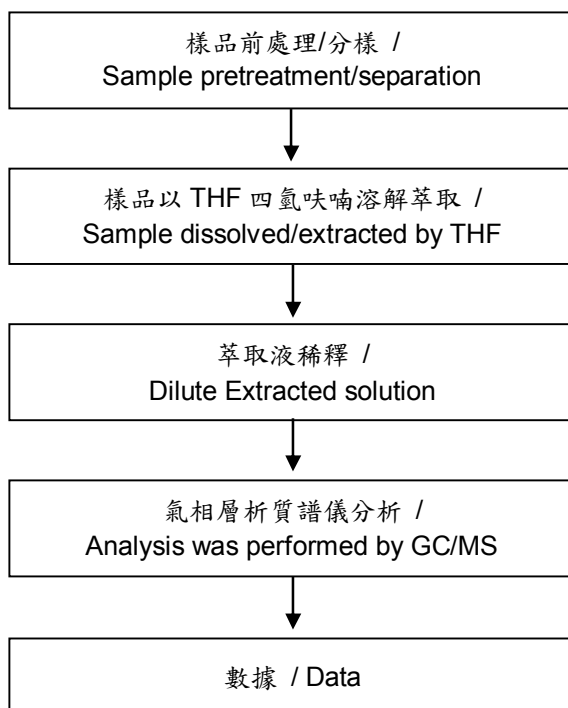 樣品前處理/分樣 /
Sample pretreatment/separation
樣品以 THF 四氫呋喃溶解萃取 /
Sample dissolved/extracted by THF
萃取液稀釋 /
Dilute Extracted solution
氣相層析質譜儀分析 /
Analysis was performed by GC/MS
數據 / Data